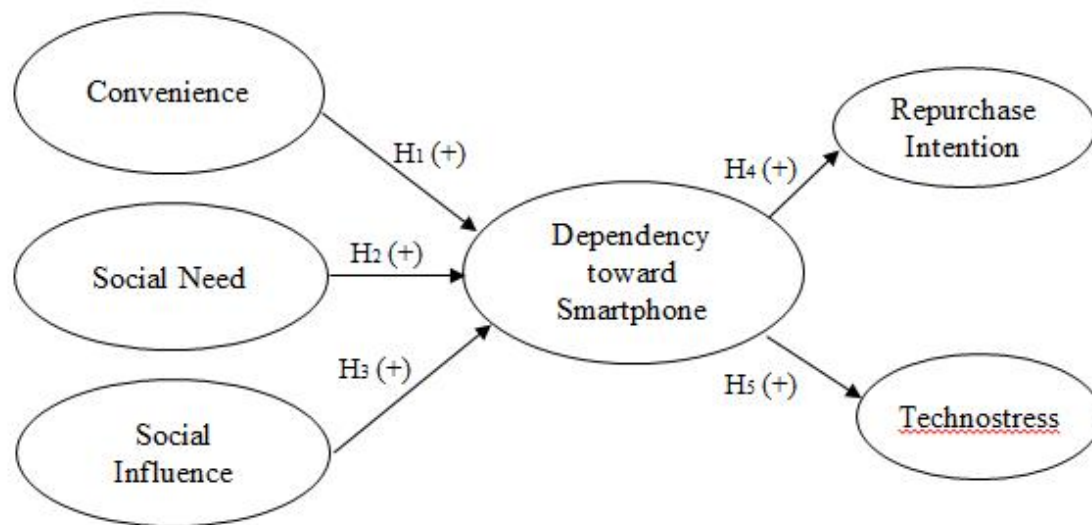 Convenience
H1 (+)
Repurchase
Intention
H4 (+)
Social Need
H2 (+)
Dependency
toward
Smartphone
H3 (+)
H5 (+)
Social
Influence
Technostress